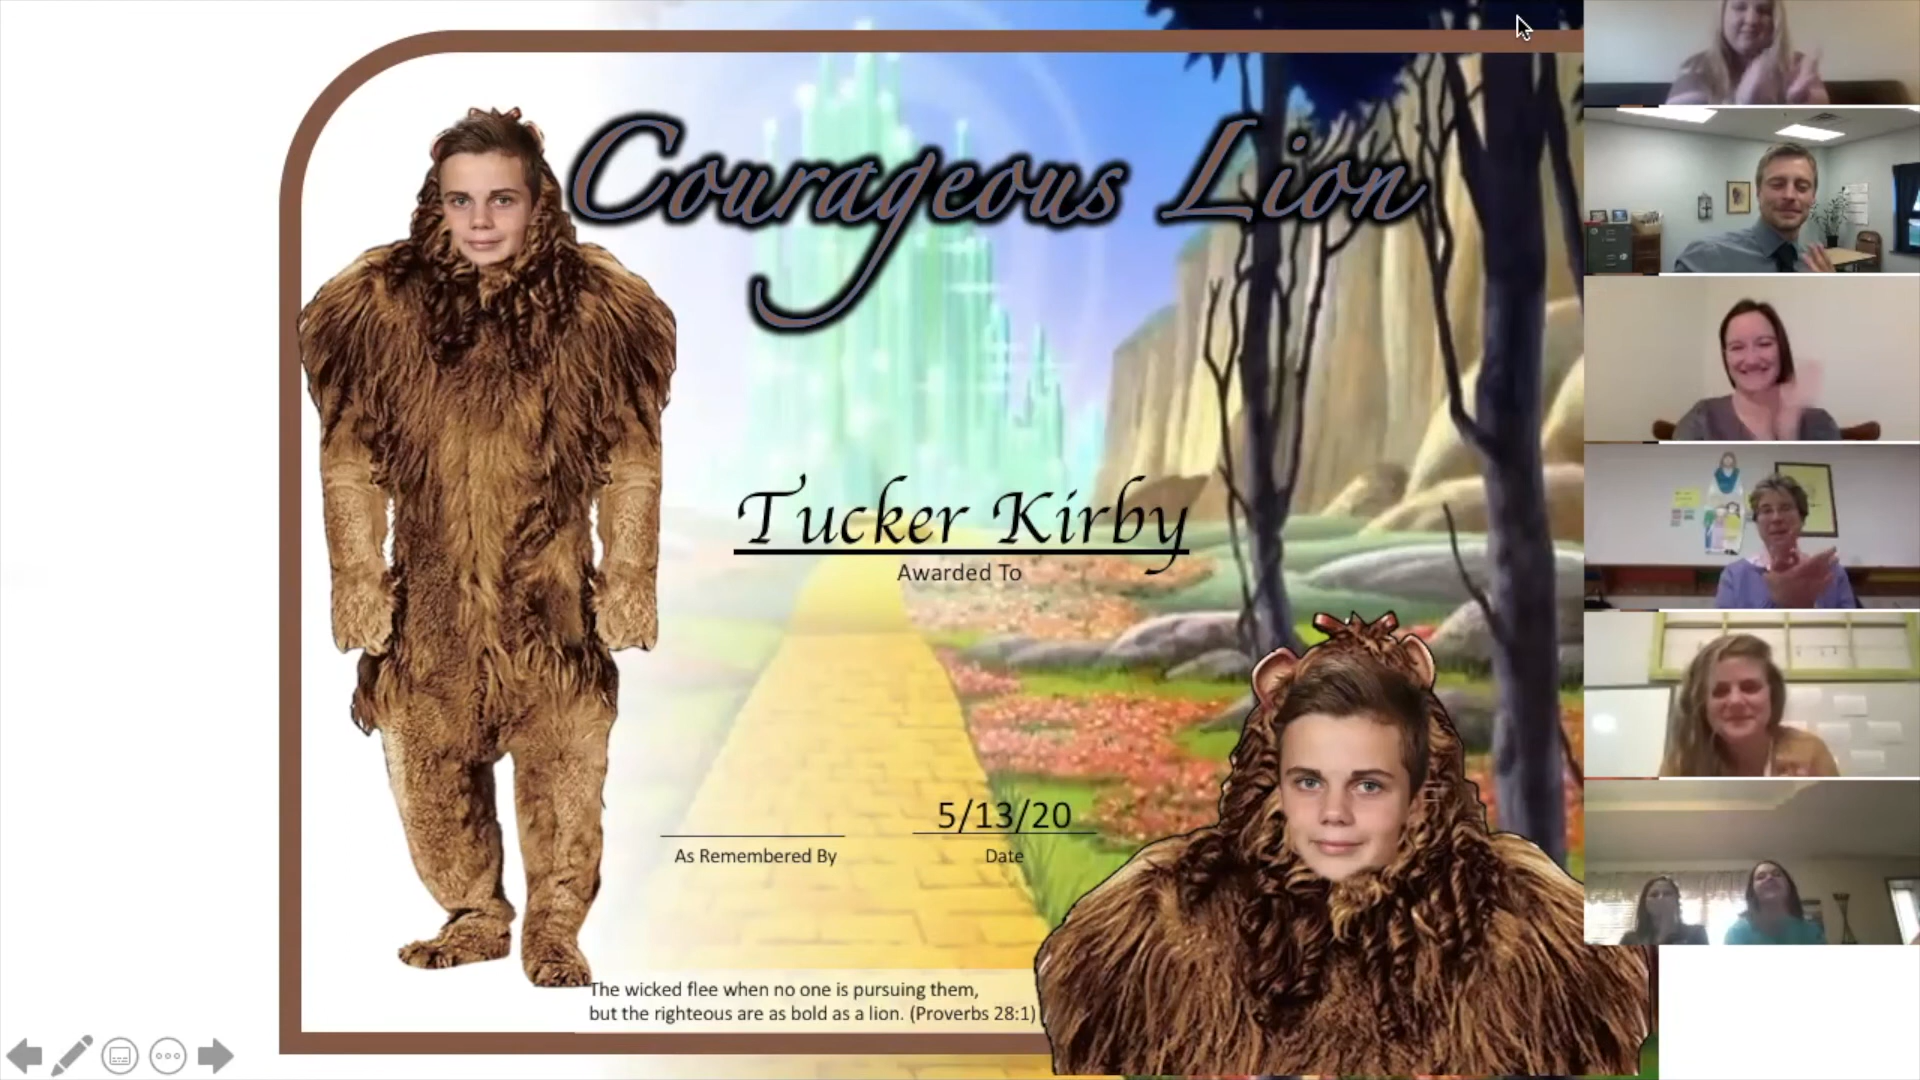 Courageous Lion
Tucker Kirby
Awarded To
5/13/20
As Remembered By
Date
The wicked flee when no one is pursuing them,
but the righteous are as bold as a lion. (Proverbs 28:1)